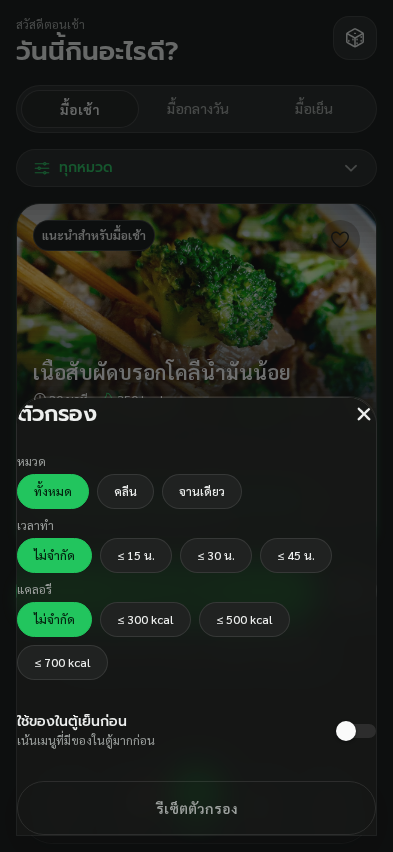 สวัสดีตอนเช้า
วันนี้กินอะไรดี?
มื้อเช้า
มื้อกลางวัน
มื้อเย็น
ทุกหมวด
แนะนำสำหรับมื้อเช้า
เนื้อสับผัดบรอกโคลีน้ำมันน้อย
ตัวกรอง
หมวด
ทั้งหมด
คลีน
จานเดียว
เวลาทำ
ไม่จำกัด
≤ 15 น.
≤ 30 น.
≤ 45 น.
แคลอรี
ไม่จำกัด
≤ 300 kcal
≤ 500 kcal
≤ 700 kcal
ใช้ของในตู้เย็นก่อน
เน้นเมนูที่มีของในตู้มากก่อน
รีเซ็ตตัวกรอง